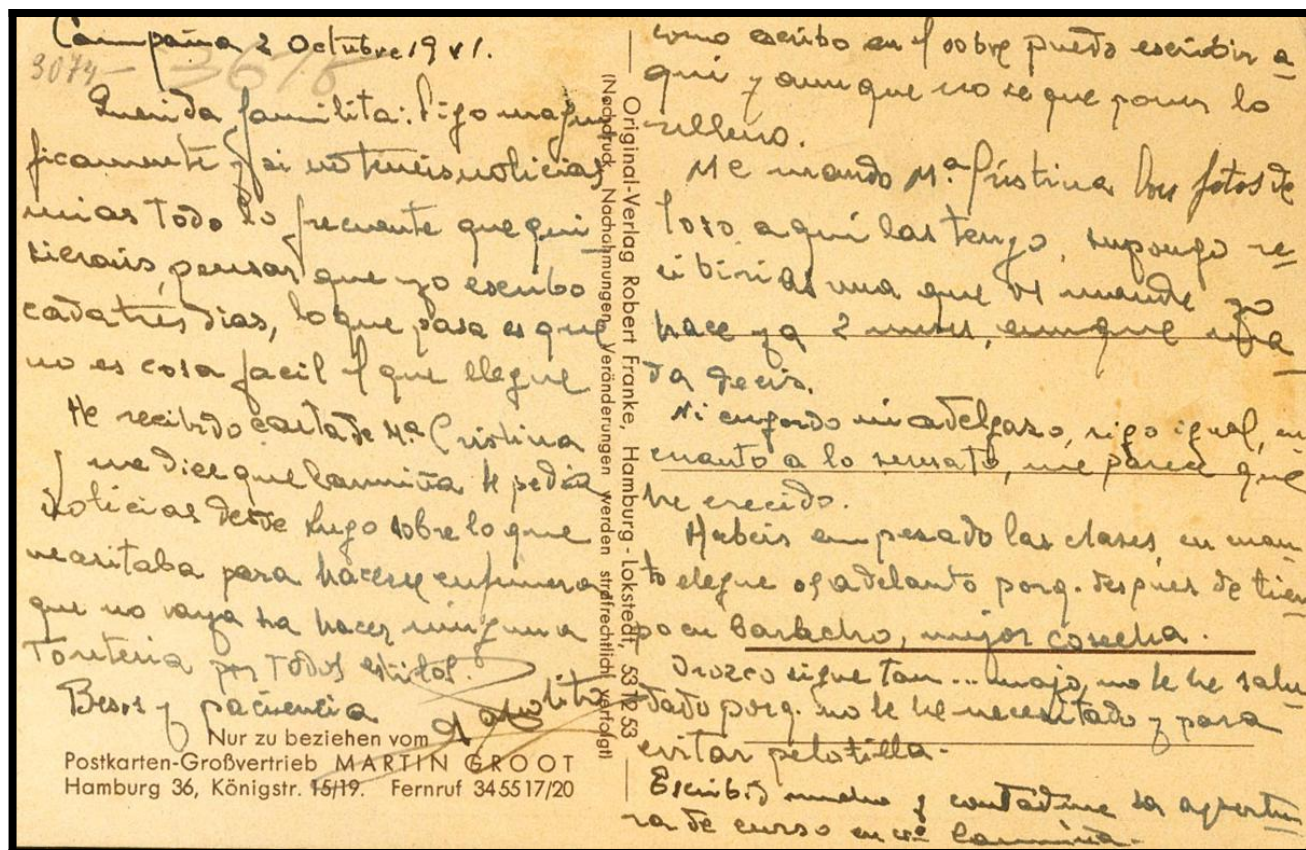 Campaña 2 Octubre 1941.
3074 - 3678
Querida familita: Sigo magni
ficamente y si no teneis noticias
mias todo lo frecuente que qui
sierais, pensar que yo escribo
cada tres dias, lo que pasa es que
no es cosa facil el que llegue
He recibido carta de Mª Cristina
y me dice que Canmiña le pedia
noticias desde Lugo sobre lo que
necesitaba para hacerse enfermera
que no vaya ha hacer ninguna
tonteria por todos estilos.
Besos y paciencia
Nur zu beziehen vom
Postkarten-Großvertrieb MARTIN GROOT
Hamburg 36, Königstr. 15/19. Fernruf 34 55 17/20
Original-Verlag Robert Franke, Hamburg-Lokstedt, 53 12 53
(Nachdruck, Nachahmungen, Veränderungen werden strafrechtlich verfolgt)
como escribo en el sobre puedo escribir a
qui y aunque no se que poner lo
relleno.
Me mando Mª Cristina las fotos de
Toro aqui las tengo, supongo re
cibirias una que os mande yo
hace ya 2 meses, aunque na
da decis.
Ni engordo ni adelgazo, sigo igual, en
cuanto a lo sensato, me parece que
he crecido.
Habeis empezado las clases, en cuan
to llegue os adelanto porq. despues de tiem
po en barbecho, mejor cosecha.
Orozco sigue tan ... majo, no le he salu
dado porq. no le he necesitado y para
evitar pelotilla.
Escribid mucho y contadme la apertu
ra de curso en